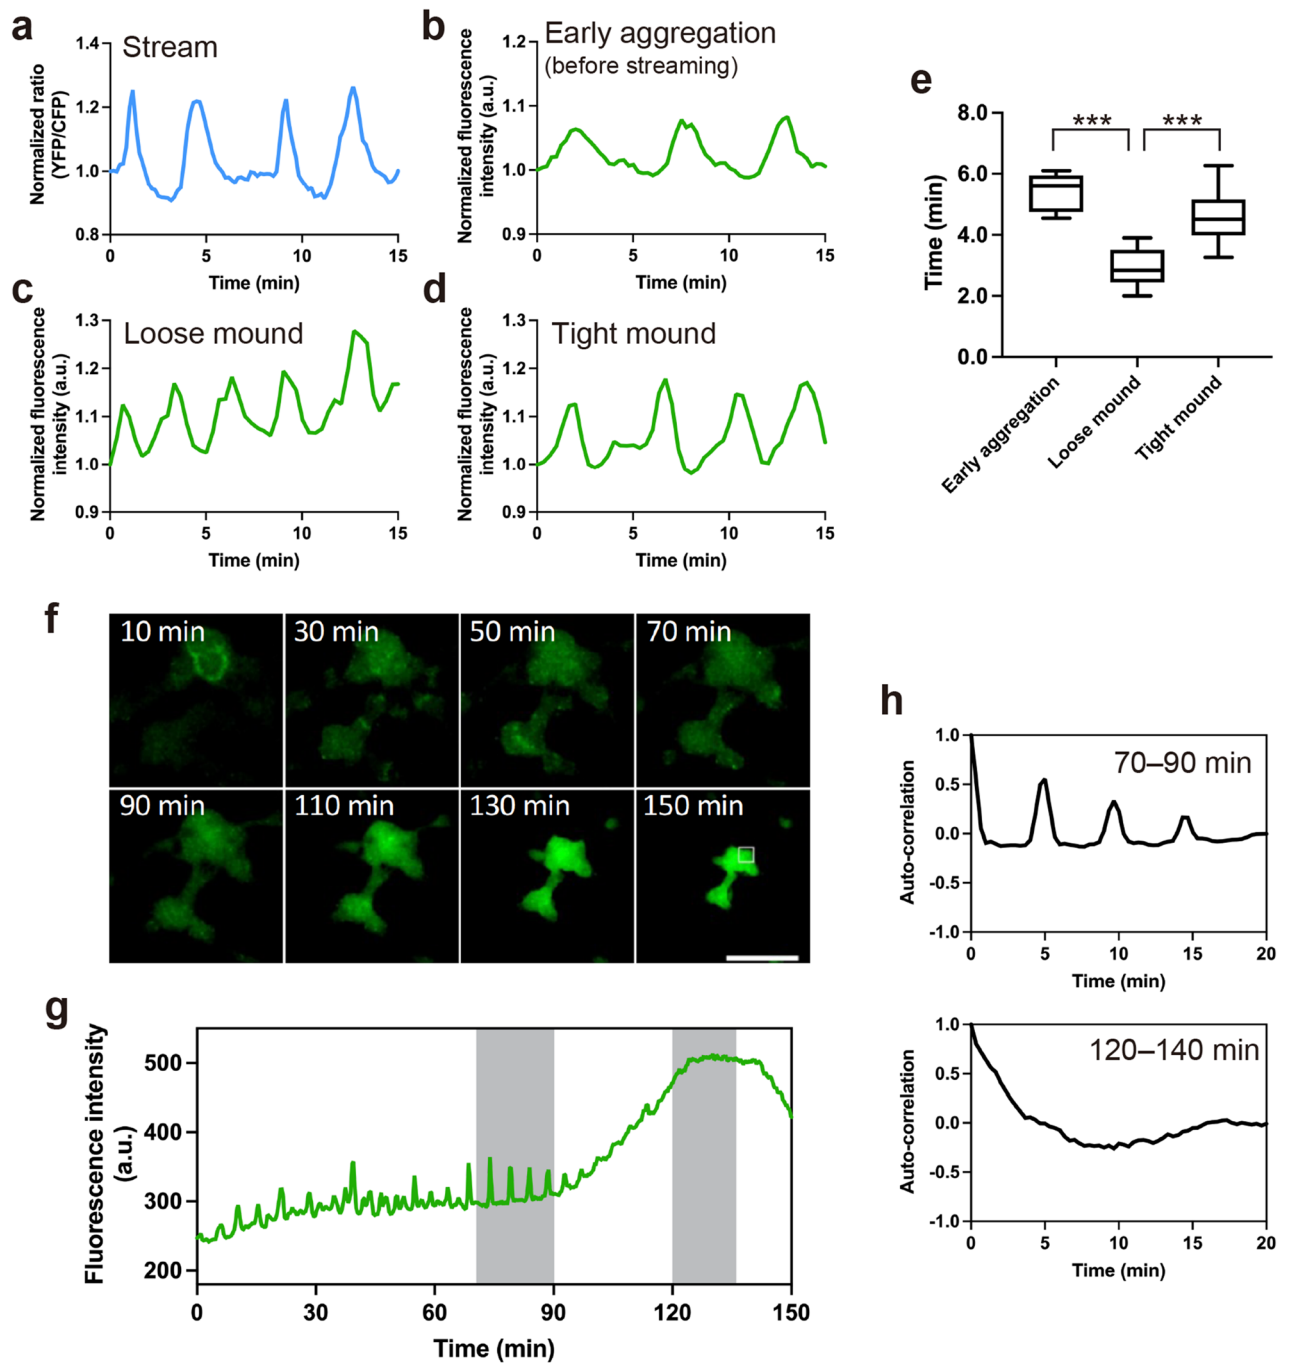 a
Stream
Normalized ratio
(YFP/CFP)
1.4
1.2
1.0
0.8
0
5
10
15
Time (min)
b
Early aggregation
(before streaming)
Normalized fluorescence
intensity (a.u.)
1.2
1.1
1.0
0.9
0
5
10
15
Time (min)
c
Loose mound
Normalized fluorescence
intensity (a.u.)
1.3
1.2
1.1
1.0
0.9
0
5
10
15
Time (min)
d
Tight mound
Normalized fluorescence
intensity (a.u.)
1.3
1.2
1.1
1.0
0.9
0
5
10
15
Time (min)
e
Time (min)
8.0
6.0
4.0
2.0
0.0
***
***
Early aggregation
Loose mound
Tight mound
f
10 min
30 min
50 min
70 min
90 min
110 min
130 min
150 min
g
Fluorescence intensity
(a.u.)
500
400
300
200
0
30
60
90
120
150
Time (min)
h
70–90 min
Auto-correlation
1.0
0.5
0.0
-0.5
-1.0
0
5
10
15
20
Time (min)
120–140 min
Auto-correlation
1.0
0.5
0.0
-0.5
-1.0
0
5
10
15
20
Time (min)